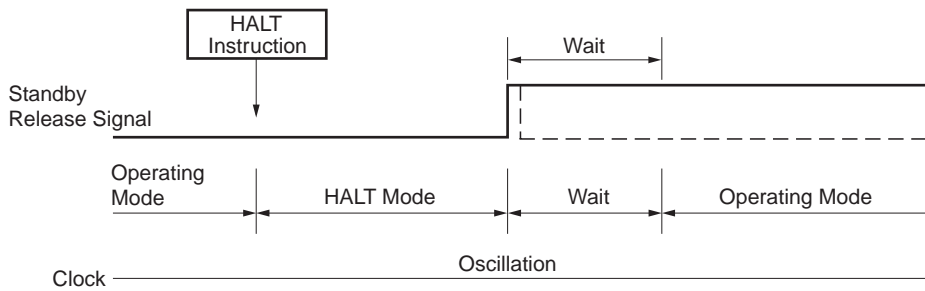 HALT
Instruction
Wait
Standby
Release Signal
Operating
Mode
HALT Mode
Wait
Operating Mode
Oscillation
Clock